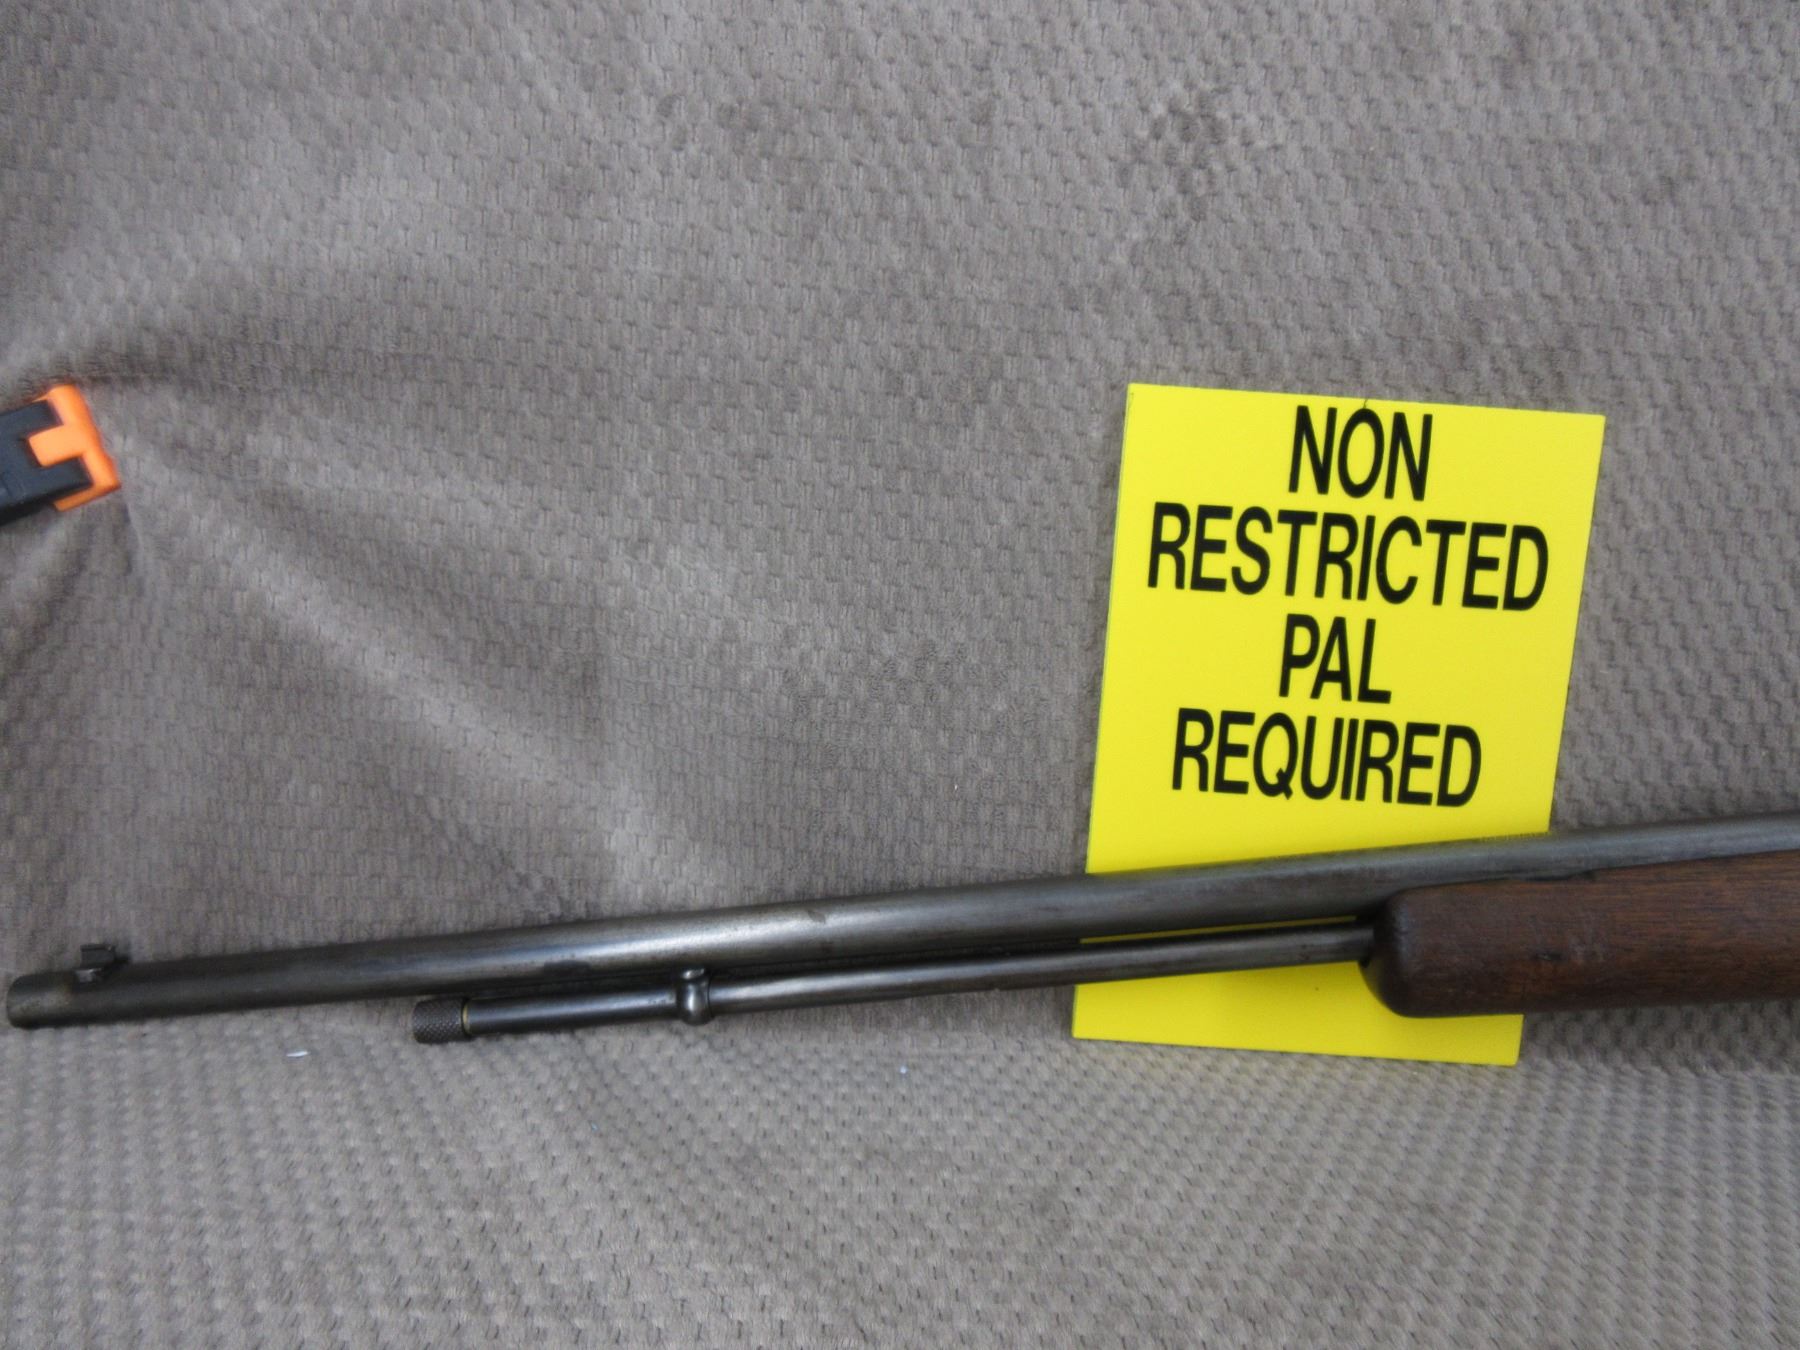 NON
RESTRICTED
PAL
REQUIRED